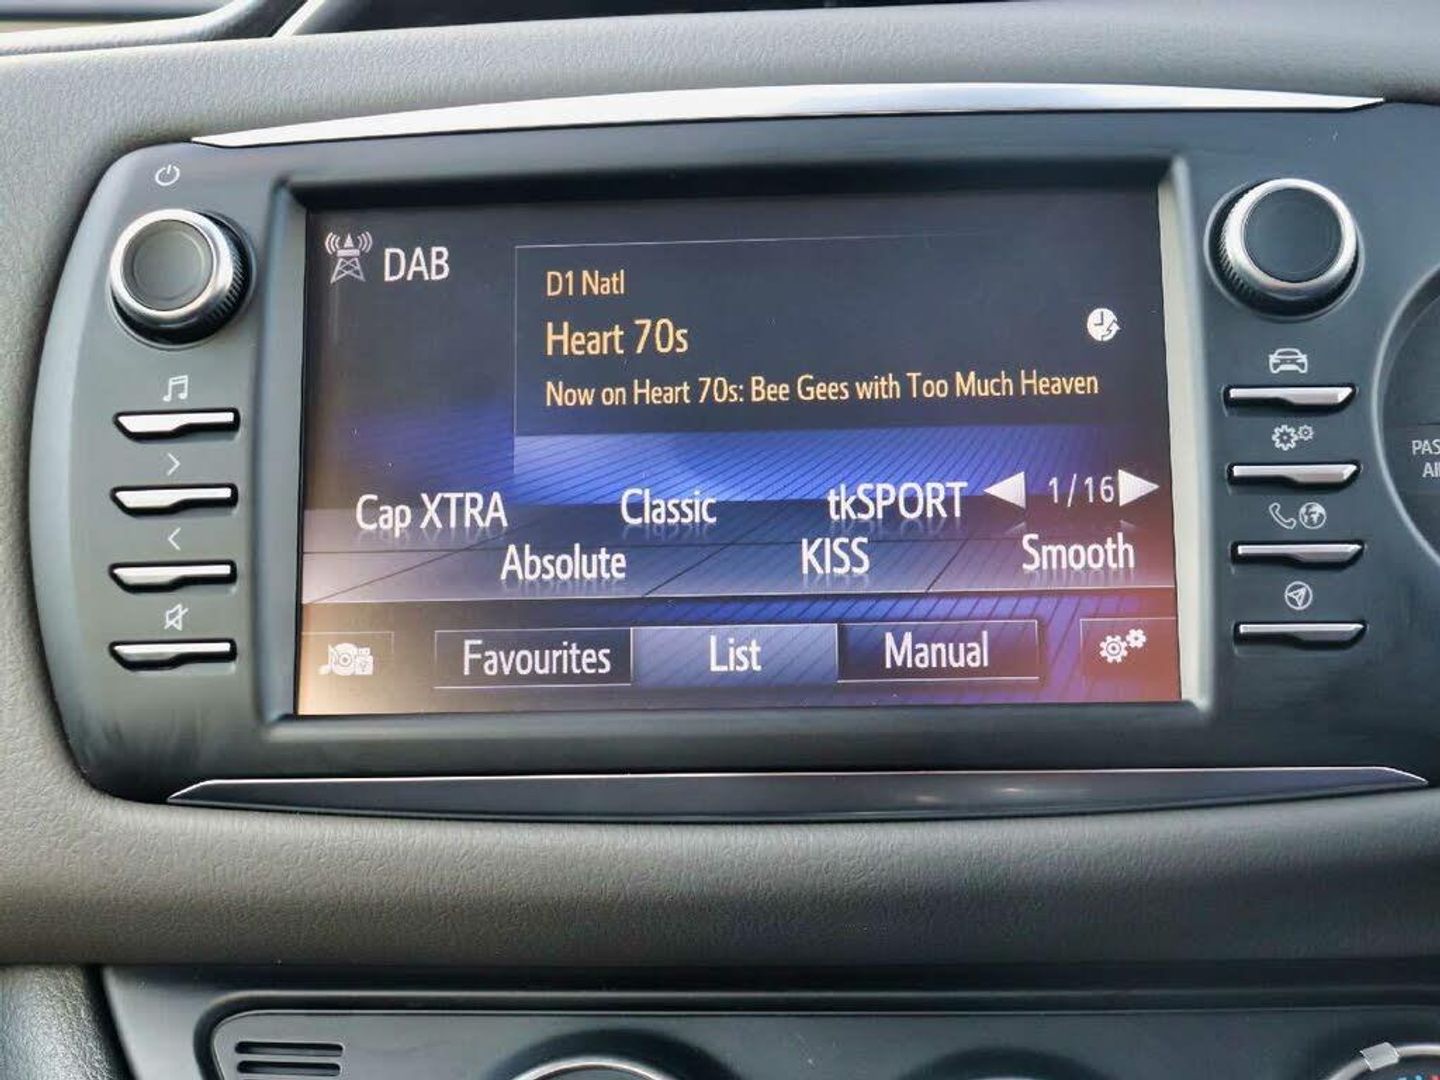 DAB
D1 Natl
Heart 70s
Now on Heart 70s: Bee Gees with Too Much Heaven
Cap XTRA Classic tkSPORT 1/16
Absolute KISS Smooth
Favourites List Manual
PAS